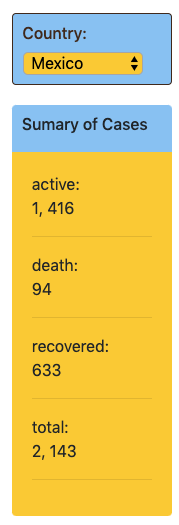 Country:
Mexico
Sumary of Cases
active:
1, 416
death:
94
recovered:
633
total:
2, 143